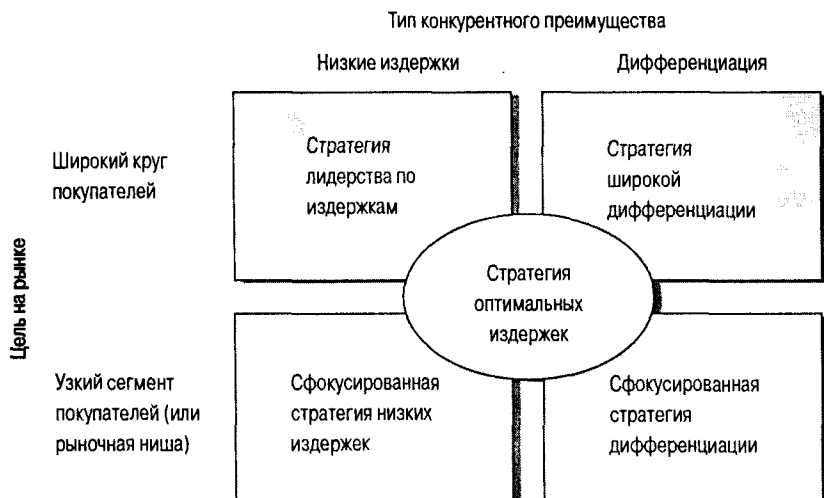 Тип конкурентного преимущества
Низкие издержки
Дифференциация
Цель на рынке
Широкий круг
покупателей
Стратегия
лидерства по
издержкам
Стратегия
широкой
дифференциации
Стратегия
оптимальных
издержек
Узкий сегмент
покупателей (или
рыночная ниша)
Сфокусированная
стратегия низких
издержек
Сфокусированная
стратегия
дифференциации